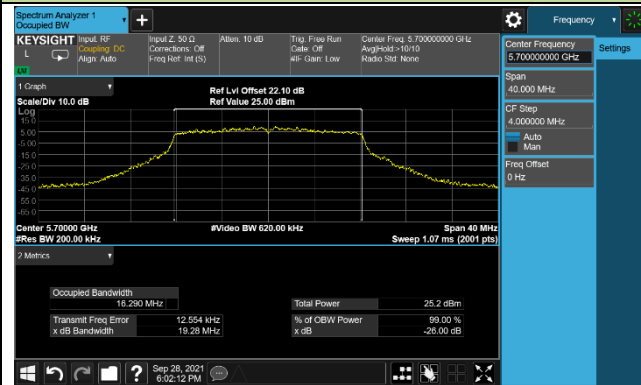 Spectrum Analyzer 1
Occupied BW
+
Frequency
KEYSIGHT
L
LXI
Input: RF
Coupling: DC
Align: Auto
Input Z: 50 Ω
Corrections: Off
Freq Ref: Int (S)
Atten: 10 dB
Trig: Free Run
Gate: Off
#IF Gain: Low
Center Freq: 5.700000000 GHz
Avg|Hold:>10/10
Radio Std: None
Center Frequency
5.700000000 GHz
Settings
Span
40.000 MHz
CF Step
4.000000 MHz
Auto
Man
Freq Offset
0 Hz
1 Graph
Scale/Div 10.0 dB
Ref Lvl Offset 22.10 dB
Ref Value 25.00 dBm
Log
15.0
5.00
-5.00
-15.0
-25.0
-35.0
-45.0
-55.0
-65.0
Center 5.70000 GHz
#Video BW 620.00 kHz
Span 40 MHz
#Res BW 200.00 kHz
Sweep 1.07 ms (2001 pts)
2 Metrics
Occupied Bandwidth
16.290 MHz
Total Power 25.2 dBm
Transmit Freq Error 12.554 kHz
% of OBW Power 99.00 %
x dB Bandwidth 19.28 MHz
x dB -26.00 dB
?
Sep 28, 2021
6:02:12 PM